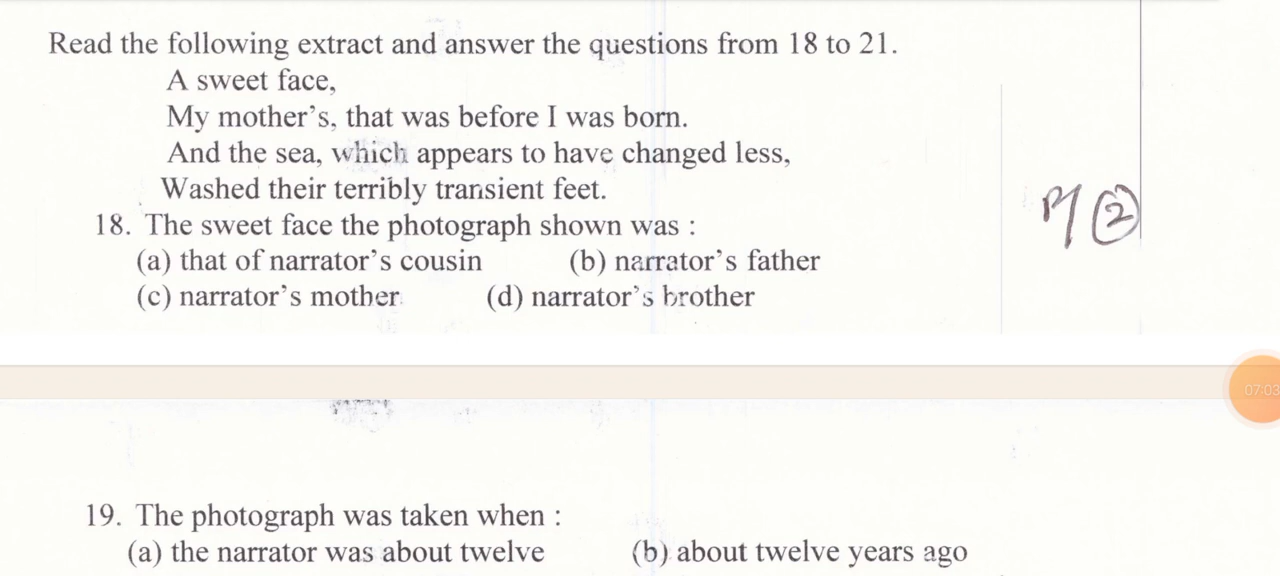 Read the following extract and answer the questions from 18 to 21.
A sweet face,
My mother's, that was before I was born.
And the sea, which appears to have changed less,
Washed their terribly transient feet.
18. The sweet face the photograph shown was :
(a) that of narrator's cousin (b) narrator's father
(c) narrator's mother (d) narrator's brother
②
07:03
19. The photograph was taken when :
(a) the narrator was about twelve (b) about twelve years ago